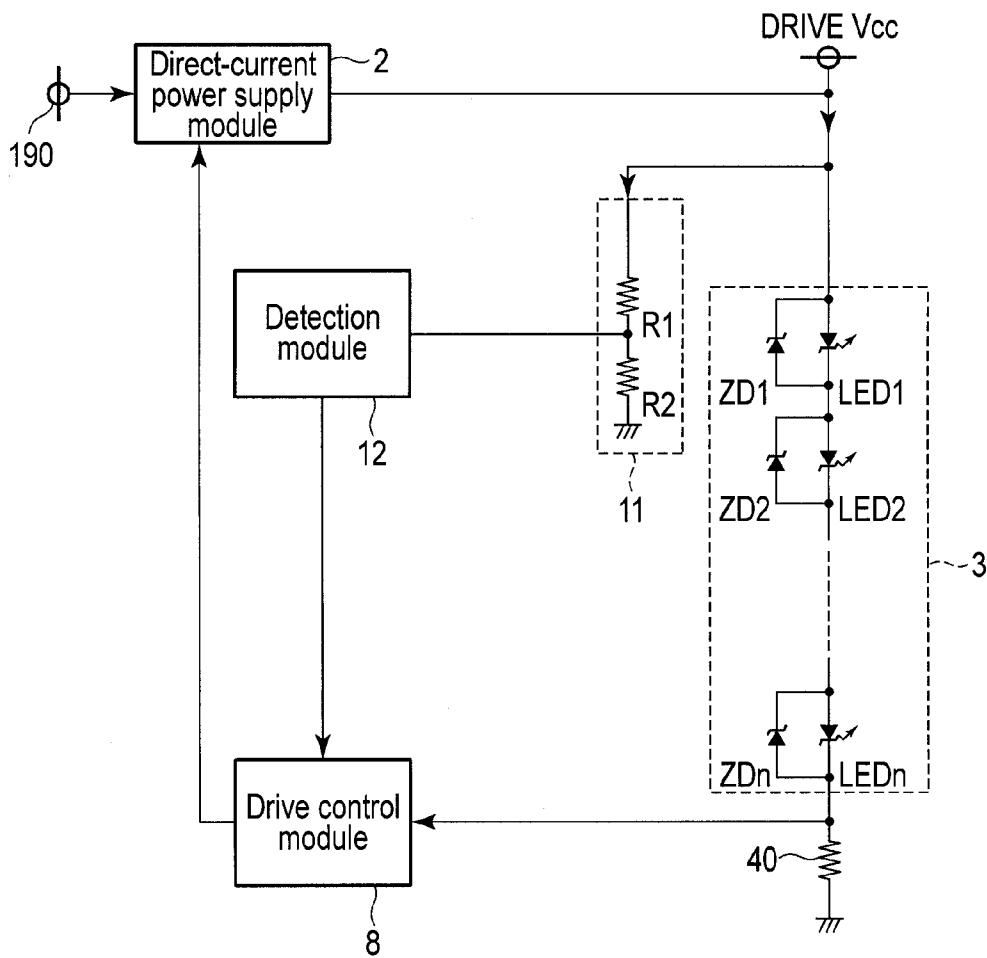 DRIVE Vcc
Direct-current
power supply
module
2
190
Detection
module
12
R1
R2
11
ZD1
LED1
ZD2
LED2
3
ZDn
LEDn
Drive control
module
8
40